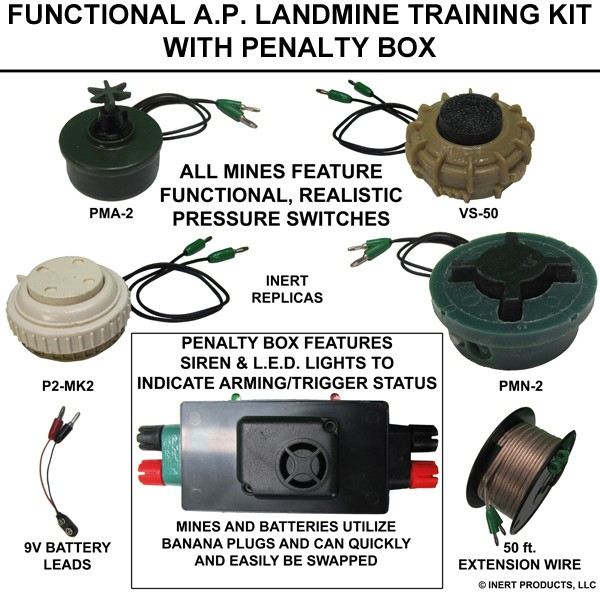 FUNCTIONAL A.P. LANDMINE TRAINING KIT
WITH PENALTY BOX
ALL MINES FEATURE
FUNCTIONAL, REALISTIC
PRESSURE SWITCHES
PMA-2
VS-50
INERT
REPLICAS
P2-MK2
PMN-2
PENALTY BOX FEATURES
SIREN & L.E.D. LIGHTS TO
INDICATE ARMING/TRIGGER STATUS
MINES AND BATTERIES UTILIZE
BANANA PLUGS AND CAN QUICKLY
AND EASILY BE SWAPPED
9V BATTERY
LEADS
50 ft.
EXTENSION WIRE
© INERT PRODUCTS, LLC